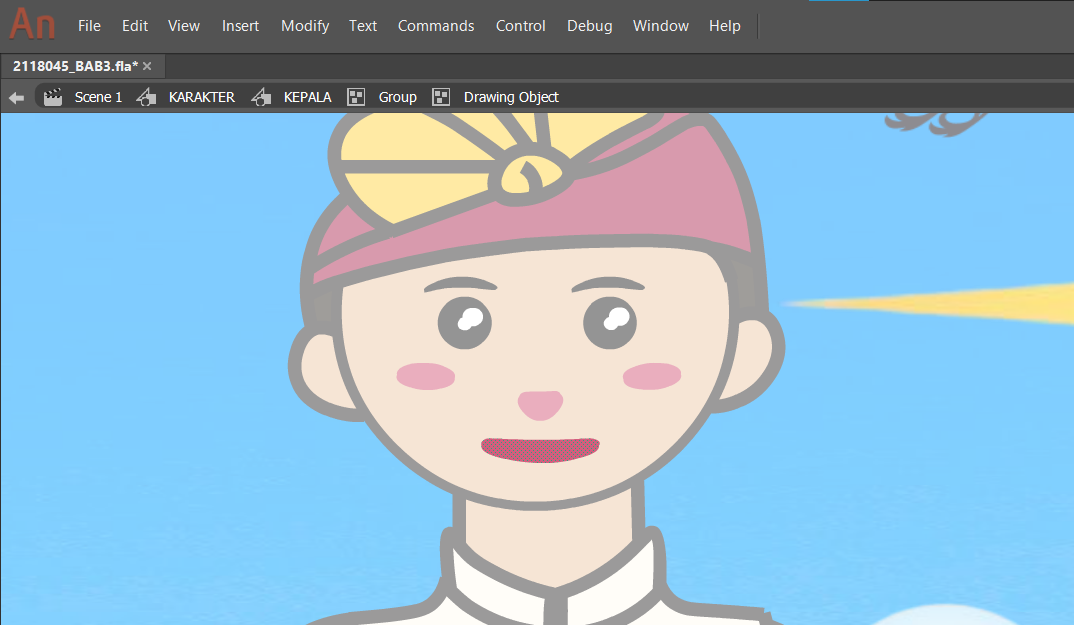 An File Edit View Insert Modify Text Commands Control Debug Window Help
2118045_BAB3.fla* ×
Scene 1 KARAKTER KEPALA Group Drawing Object